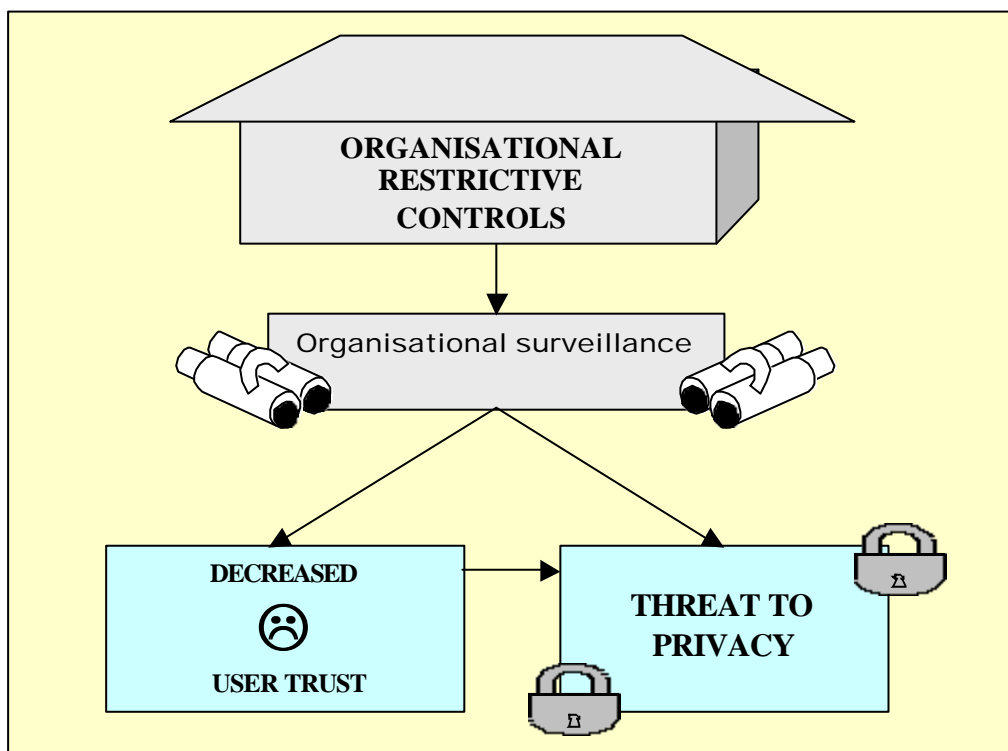 ORGANISATIONAL
RESTRICTIVE
CONTROLS
Organisational surveillance
DECREASED
USER TRUST
THREAT TO
PRIVACY